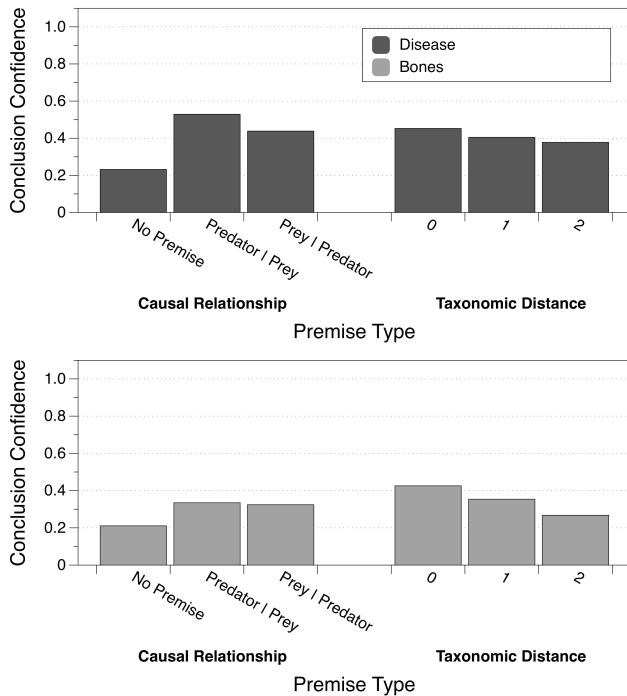 Conclusion Confidence
1.0
0.8
0.6
0.4
0.2
0
Disease
Bones
No Premise
Predator | Prey
Prey | Predator
0
1
2
Causal Relationship
Taxonomic Distance
Premise Type
Conclusion Confidence
1.0
0.8
0.6
0.4
0.2
0
No Premise
Predator | Prey
Prey | Predator
0
1
2
Causal Relationship
Taxonomic Distance
Premise Type